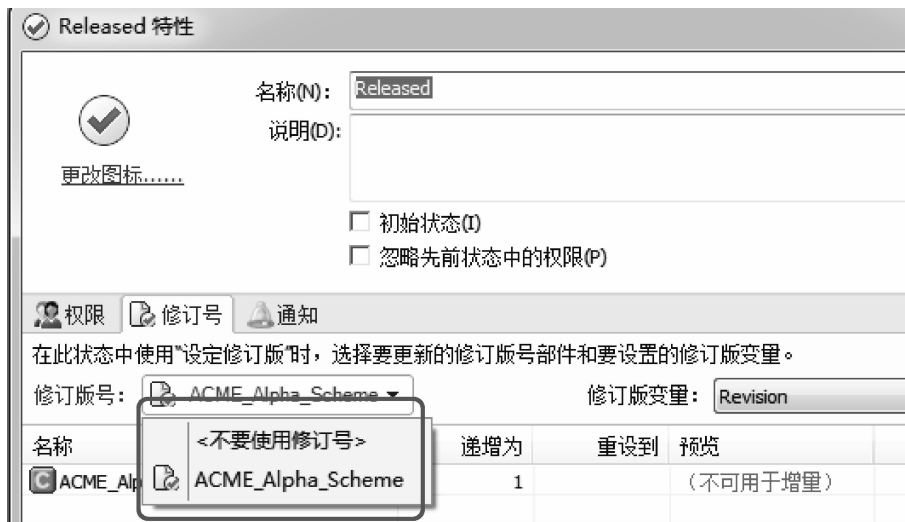 Released 特性
名称(N): Released
说明(D):
更改图标......
初始状态(I)
忽略先前状态中的权限(P)
权限 修订号 通知
在此状态中使用"设定修订版"时，选择要更新的修订版号部件和要设置的修订版变量。
修订版号: ACME_Alpha_Scheme 修订版变量: Revision
名称 递增为 重设到 预览
<不要使用修订号>
ACME_Alp 1 (不可用于增量)
ACME_Alpha_Scheme